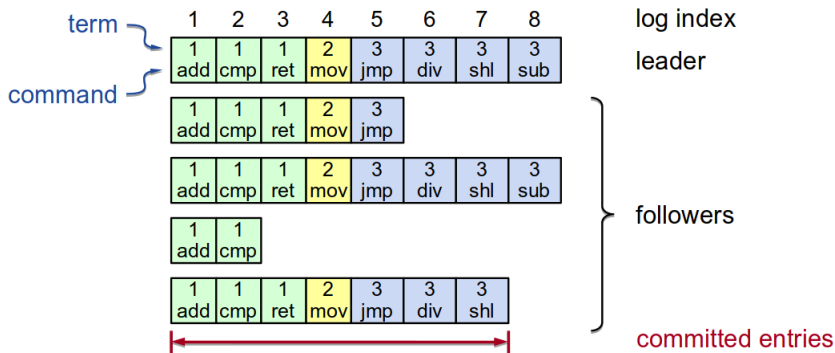 term
command
1 2 3 4 5 6 7 8 log index
1 1 1 2 3 3 3 3
add cmp ret mov jmp div shl sub leader
1 1 1 2 3
add cmp ret mov jmp
1 1 1 2 3 3 3 3
add cmp ret mov jmp div shl sub
followers
1 1
add cmp
1 1 1 2 3 3 3
add cmp ret mov jmp div shl
committed entries